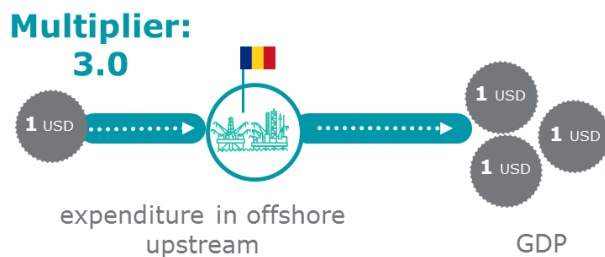 Multiplier:
3.0
1 USD
1 USD
1 USD
1 USD
expenditure in offshore
upstream
GDP